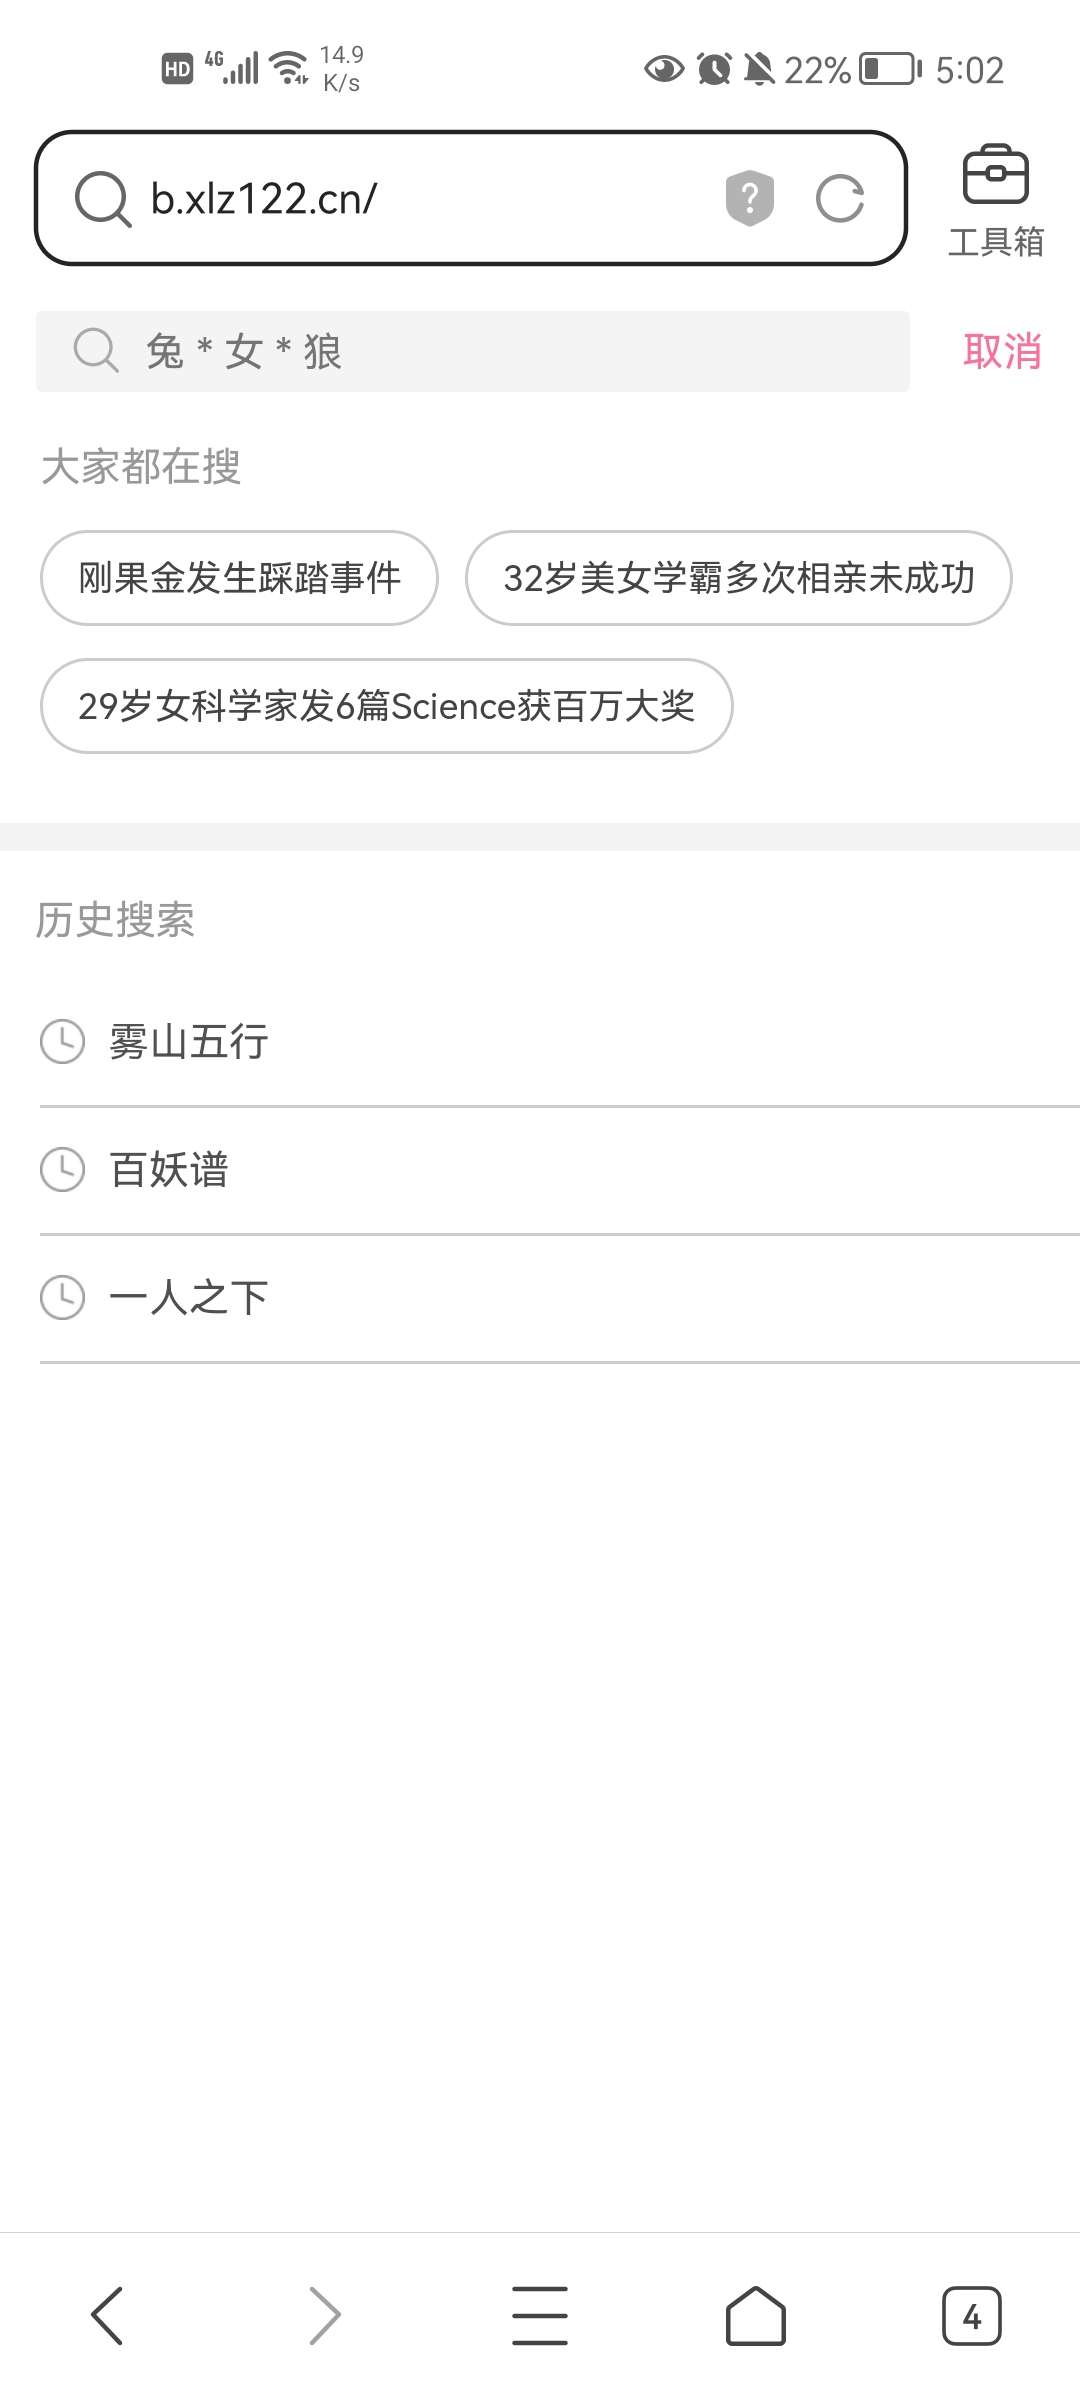 HD 4G 14.9 K/s 22% 5:02
b.xlz122.cn/
工具箱
兔 * 女 * 狼
取消
大家都在搜
刚果金发生踩踏事件
32岁美女学霸多次相亲未成功
29岁女科学家发6篇Science获百万大奖
历史搜索
雾山五行
百妖谱
一人之下
4